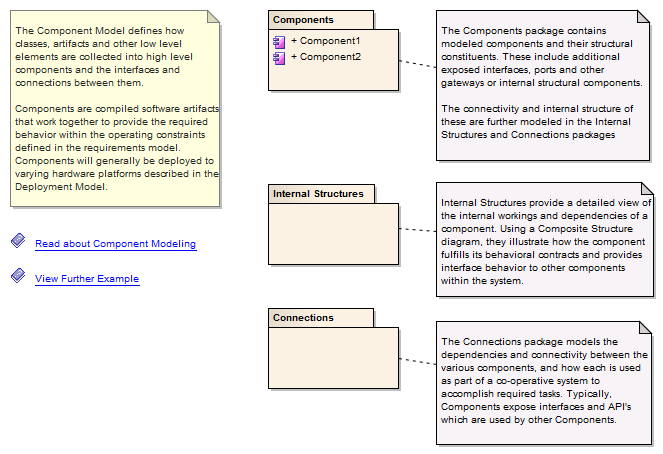 The Component Model defines how
classes, artifacts and other low level
elements are collected into high level
components and the interfaces and
connections between them.
Components are compiled software artifacts
that work together to provide the required
behavior within the operating constraints
defined in the requirements model.
Components will generally be deployed to
varying hardware platforms described in the
Deployment Model.
Read about Component Modeling
View Further Example
Components
+ Component1
+ Component2
The Components package contains
modeled components and their structural
constituents. These include additional
exposed interfaces, ports and other
gateways or internal structural components.
The connectivity and internal structure of
these are further modeled in the Internal
Structures and Connections packages
Internal Structures
Internal Structures provide a detailed view of
the internal workings and dependencies of a
component. Using a Composite Structure
diagram, they illustrate how the component
fulfills its behavioral contracts and provides
interface behavior to other components
within the system.
Connections
The Connections package models the
dependencies and connectivity between the
various components, and how each is used
as part of a co-operative system to
accomplish required tasks. Typically,
Components expose interfaces and API's
which are used by other Components.